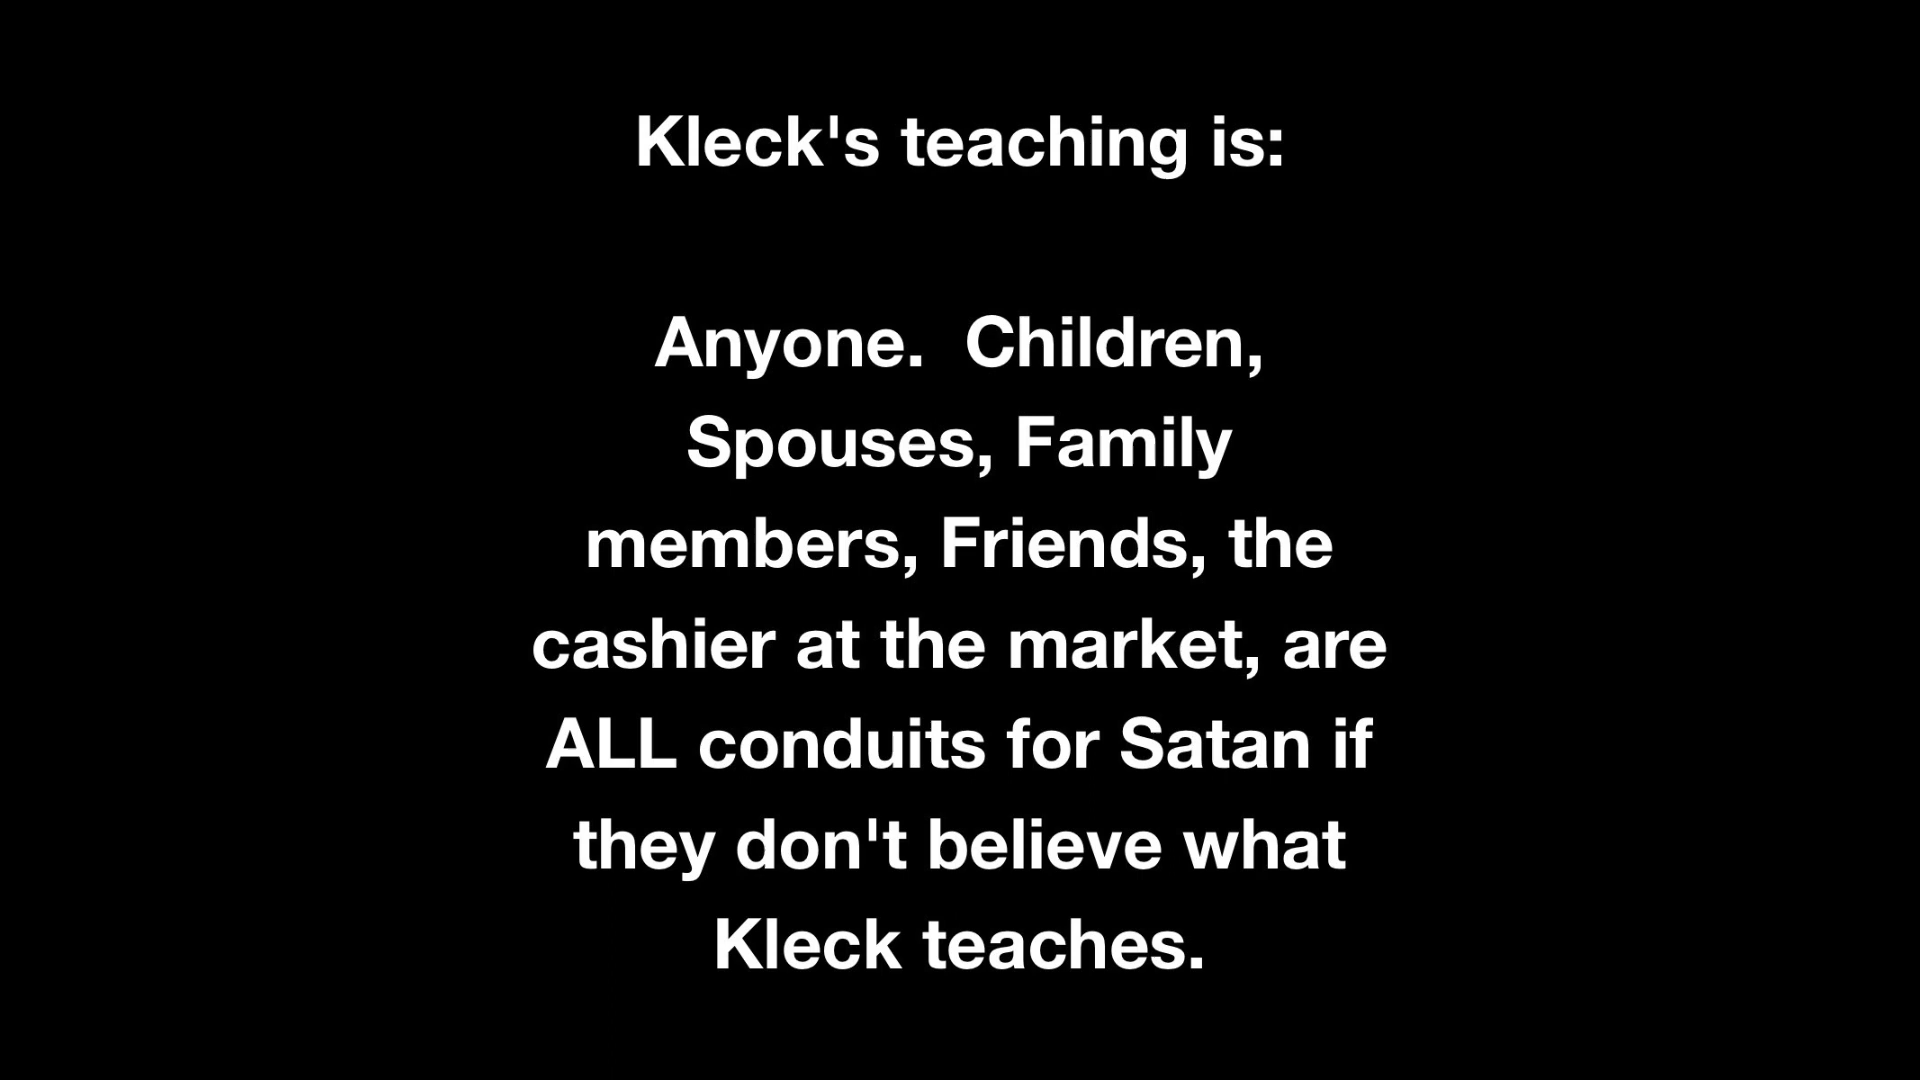 Kleck's teaching is:
Anyone.  Children,
Spouses, Family
members, Friends, the
cashier at the market, are
ALL conduits for Satan if
they don't believe what
Kleck teaches.